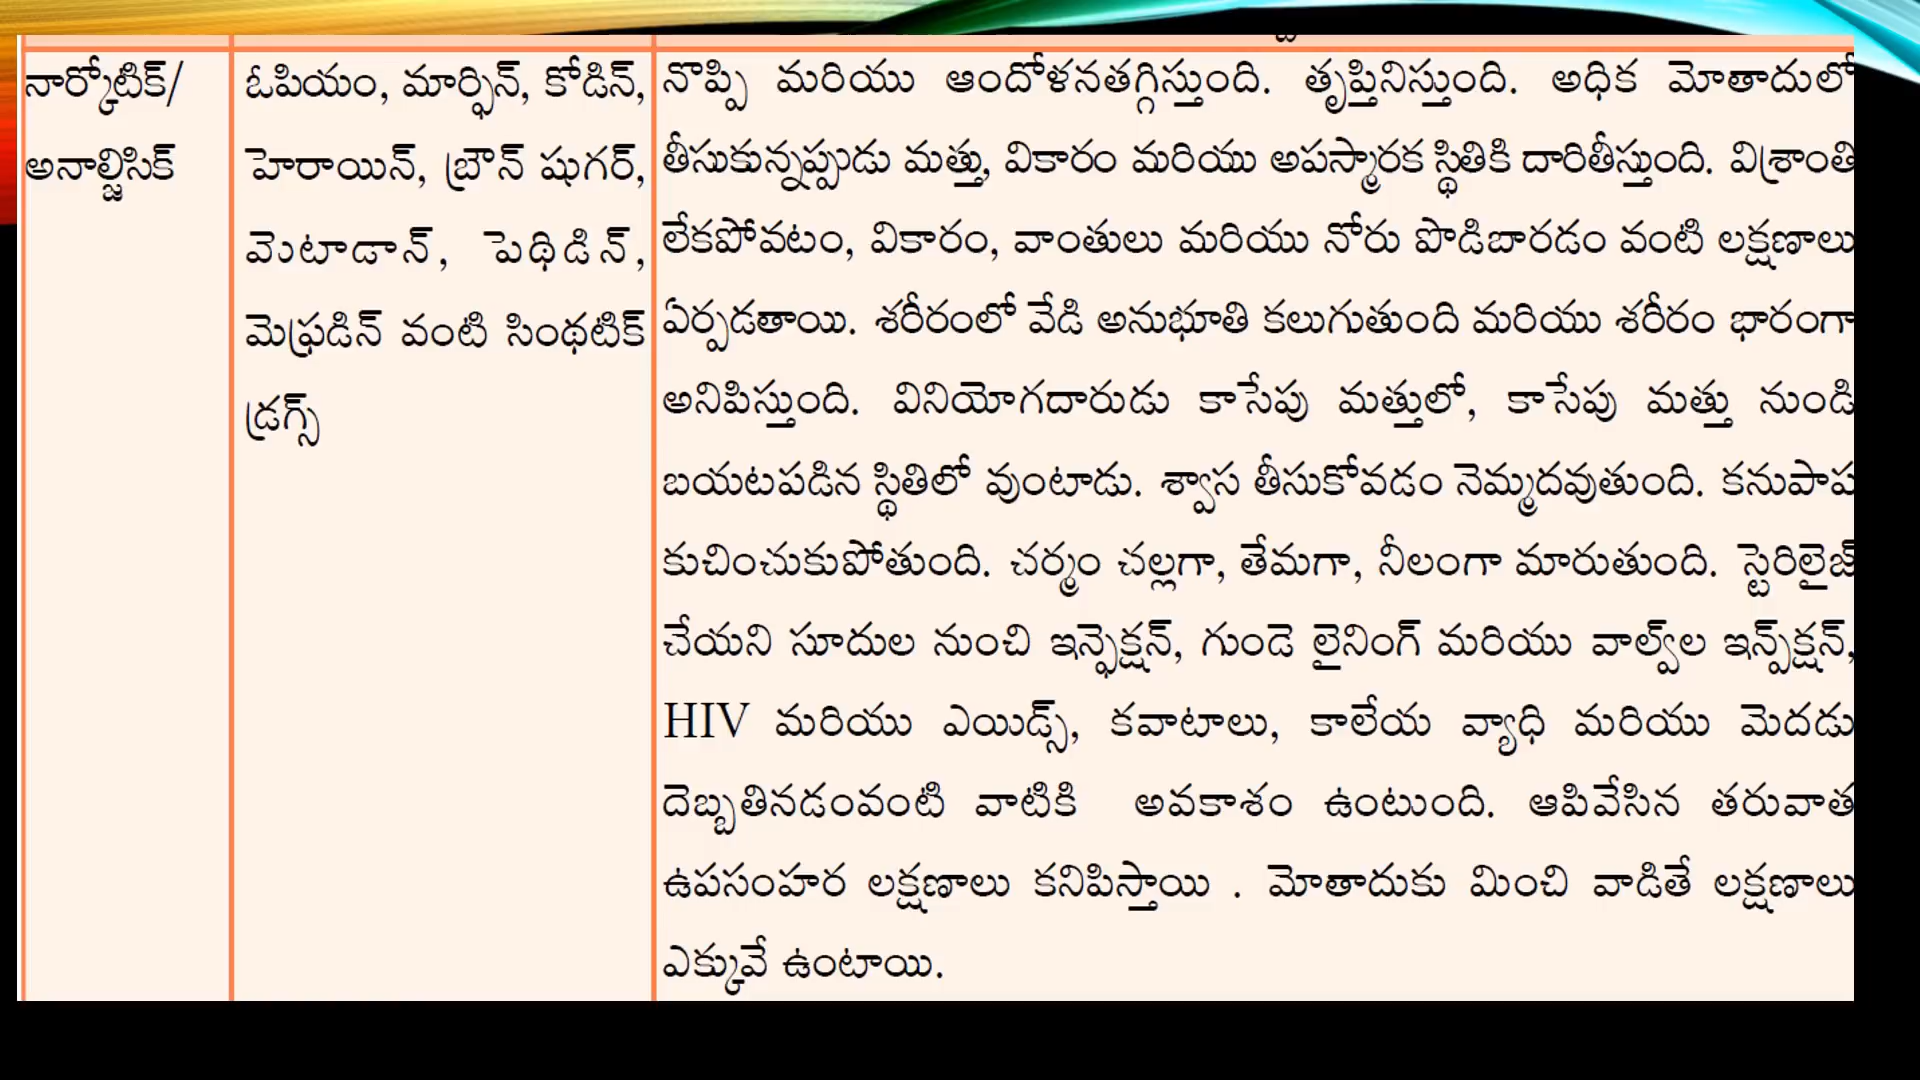 నార్కోటిక్/
అనాల్జిసిక్
ఓపియం, మార్ఫిన్, కోడిన్,
హెరాయిన్, బ్రౌన్ షుగర్,
మెటాడాన్, పెథిడిన్,
మెఫ్రడిన్ వంటి సింథటిక్
డ్రగ్స్
నొప్పి మరియు ఆందోళనతగ్గిస్తుంది. తృప్తినిస్తుంది. అధిక మోతాదులో
తీసుకున్నప్పుడు మత్తు, వికారం మరియు అపస్మారక స్థితికి దారితీస్తుంది. విశ్రాంతి
లేకపోవటం, వికారం, వాంతులు మరియు నోరు పొడిబారడం వంటి లక్షణాలు
ఏర్పడతాయి. శరీరంలో వేడి అనుభూతి కలుగుతుంది మరియు శరీరం భారంగా
అనిపిస్తుంది. వినియోగదారుడు కాసేపు మత్తులో, కాసేపు మత్తు నుండి
బయటపడిన స్థితిలో వుంటాడు. శ్వాస తీసుకోవడం నెమ్మదవుతుంది. కనుపాప
కుచించుకుపోతుంది. చర్మం చల్లగా, తేమగా, నీలంగా మారుతుంది. స్టెరిలైజ్
చేయని సూదుల నుంచి ఇన్ఫెక్షన్, గుండె లైనింగ్ మరియు వాల్వ్‌ల ఇన్ప్‌క్షన్,
HIV మరియు ఎయిడ్స్, కవాటాలు, కాలేయ వ్యాధి మరియు మెదడు
దెబ్బతినడంవంటి వాటికి అవకాశం ఉంటుంది. ఆపివేసిన తరువాత
ఉపసంహర లక్షణాలు కనిపిస్తాయి . మోతాదుకు మించి వాడితే లక్షణాలు
ఎక్కువే ఉంటాయి.